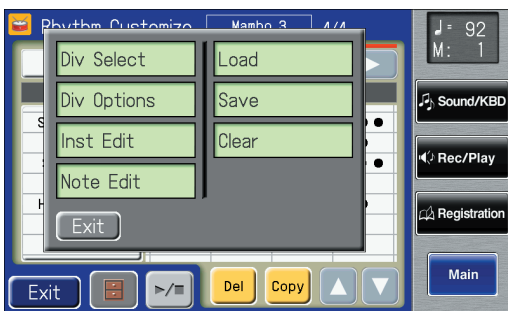 Rhythm Customize Mambo 3 4/4
♩= 92
M: 1
Div Select Load
Div Options Save
Inst Edit Clear
Note Edit
Exit
Sound/KBD
Rec/Play
Registration
Main
Exit Del Copy